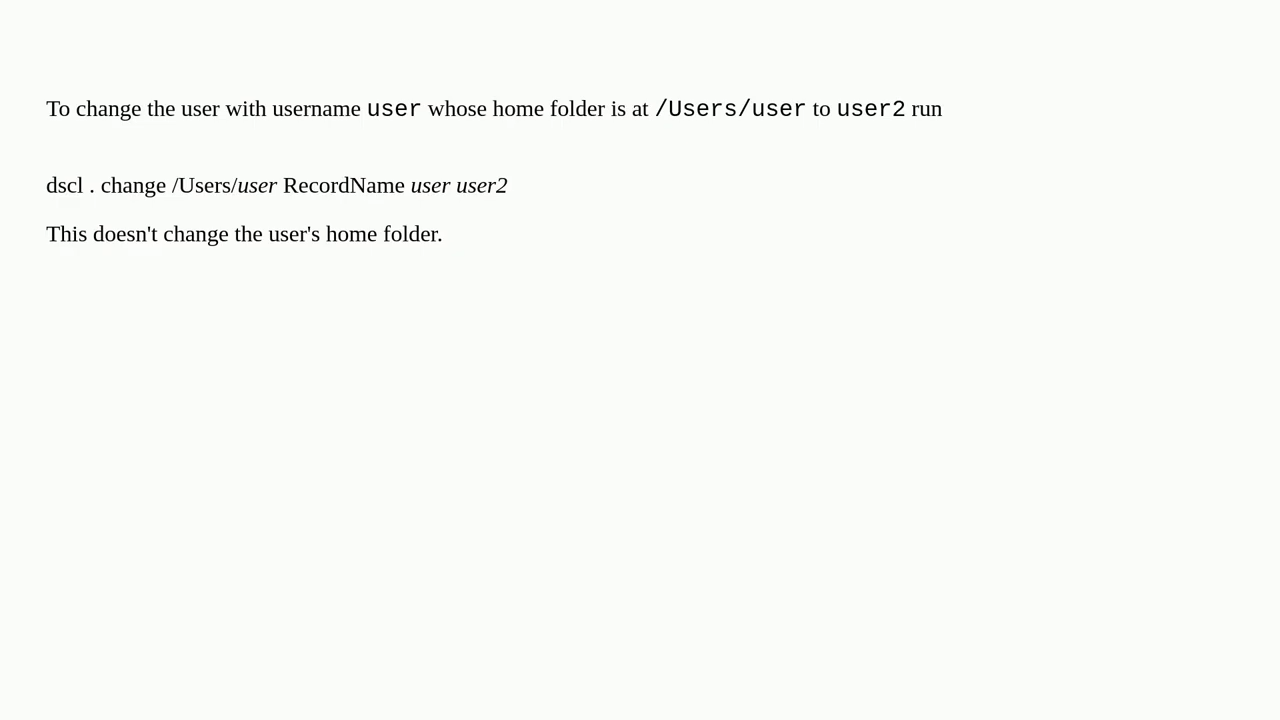 To change the user with username user whose home folder is at /Users/user to user2 run
dscl . change /Users/user RecordName user user2
This doesn't change the user's home folder.